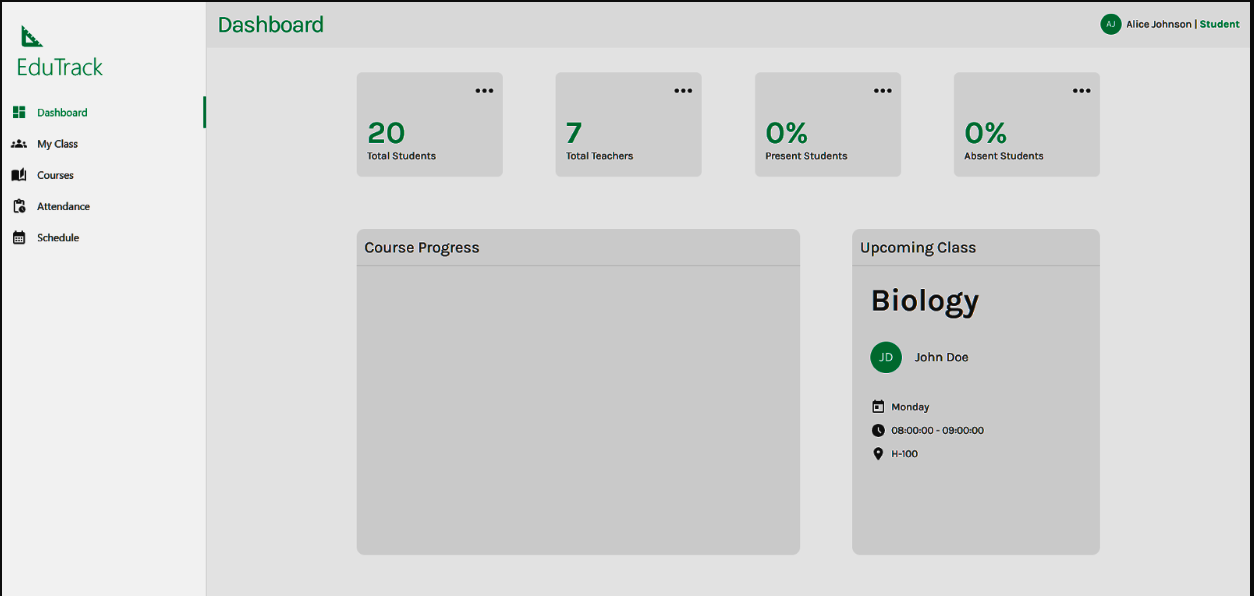 Dashboard
AJ Alice Johnson | Student
EduTrack
Dashboard
My Class
Courses
Attendance
Schedule
20
Total Students
7
Total Teachers
0%
Present Students
0%
Absent Students
Course Progress
Upcoming Class
Biology
JD John Doe
Monday
08:00:00 - 09:00:00
H-100